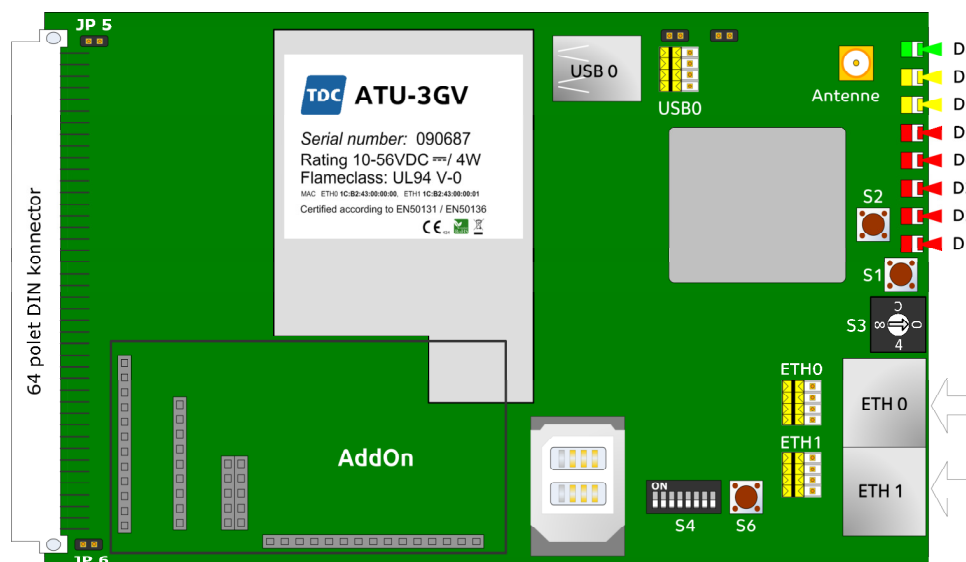 JP 5
64 polet DIN konnector
TDC ATU-3GV
Serial number: 090687
Rating 10-56VDC / 4W
Flameclass: UL94 V-0
MAC ETH0 1C:B2:43:00:00:00, ETH1 1C:B2:43:00:00:01
Certified according to EN50131 / EN50136
CE
USB 0
USB0
Antenne
D
D
D
D
D
D
D
D
S2
S1
S3
C
8
0
4
ETH0
ETH 0
ETH1
ETH 1
AddOn
ON
S4
S6
JP 6